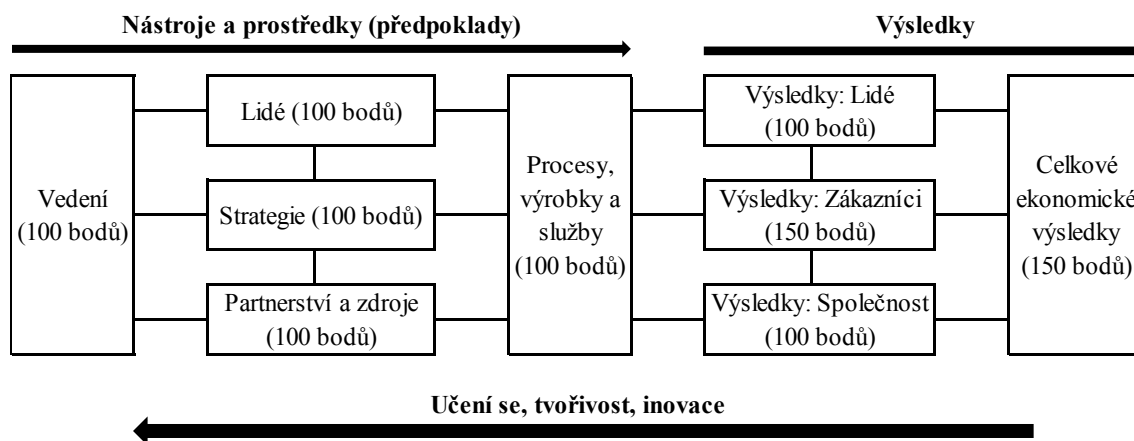 Nástroje a prostředky (předpoklady)
Výsledky
Vedení
(100 bodů)
Lidé (100 bodů)
Strategie (100 bodů)
Partnerství a zdroje
(100 bodů)
Procesy,
výrobky a
služby
(100 bodů)
Výsledky: Lidé
(100 bodů)
Výsledky: Zákazníci
(150 bodů)
Výsledky: Společnost
(100 bodů)
Celkové
ekonomické
výsledky
(150 bodů)
Učení se, tvořivost, inovace